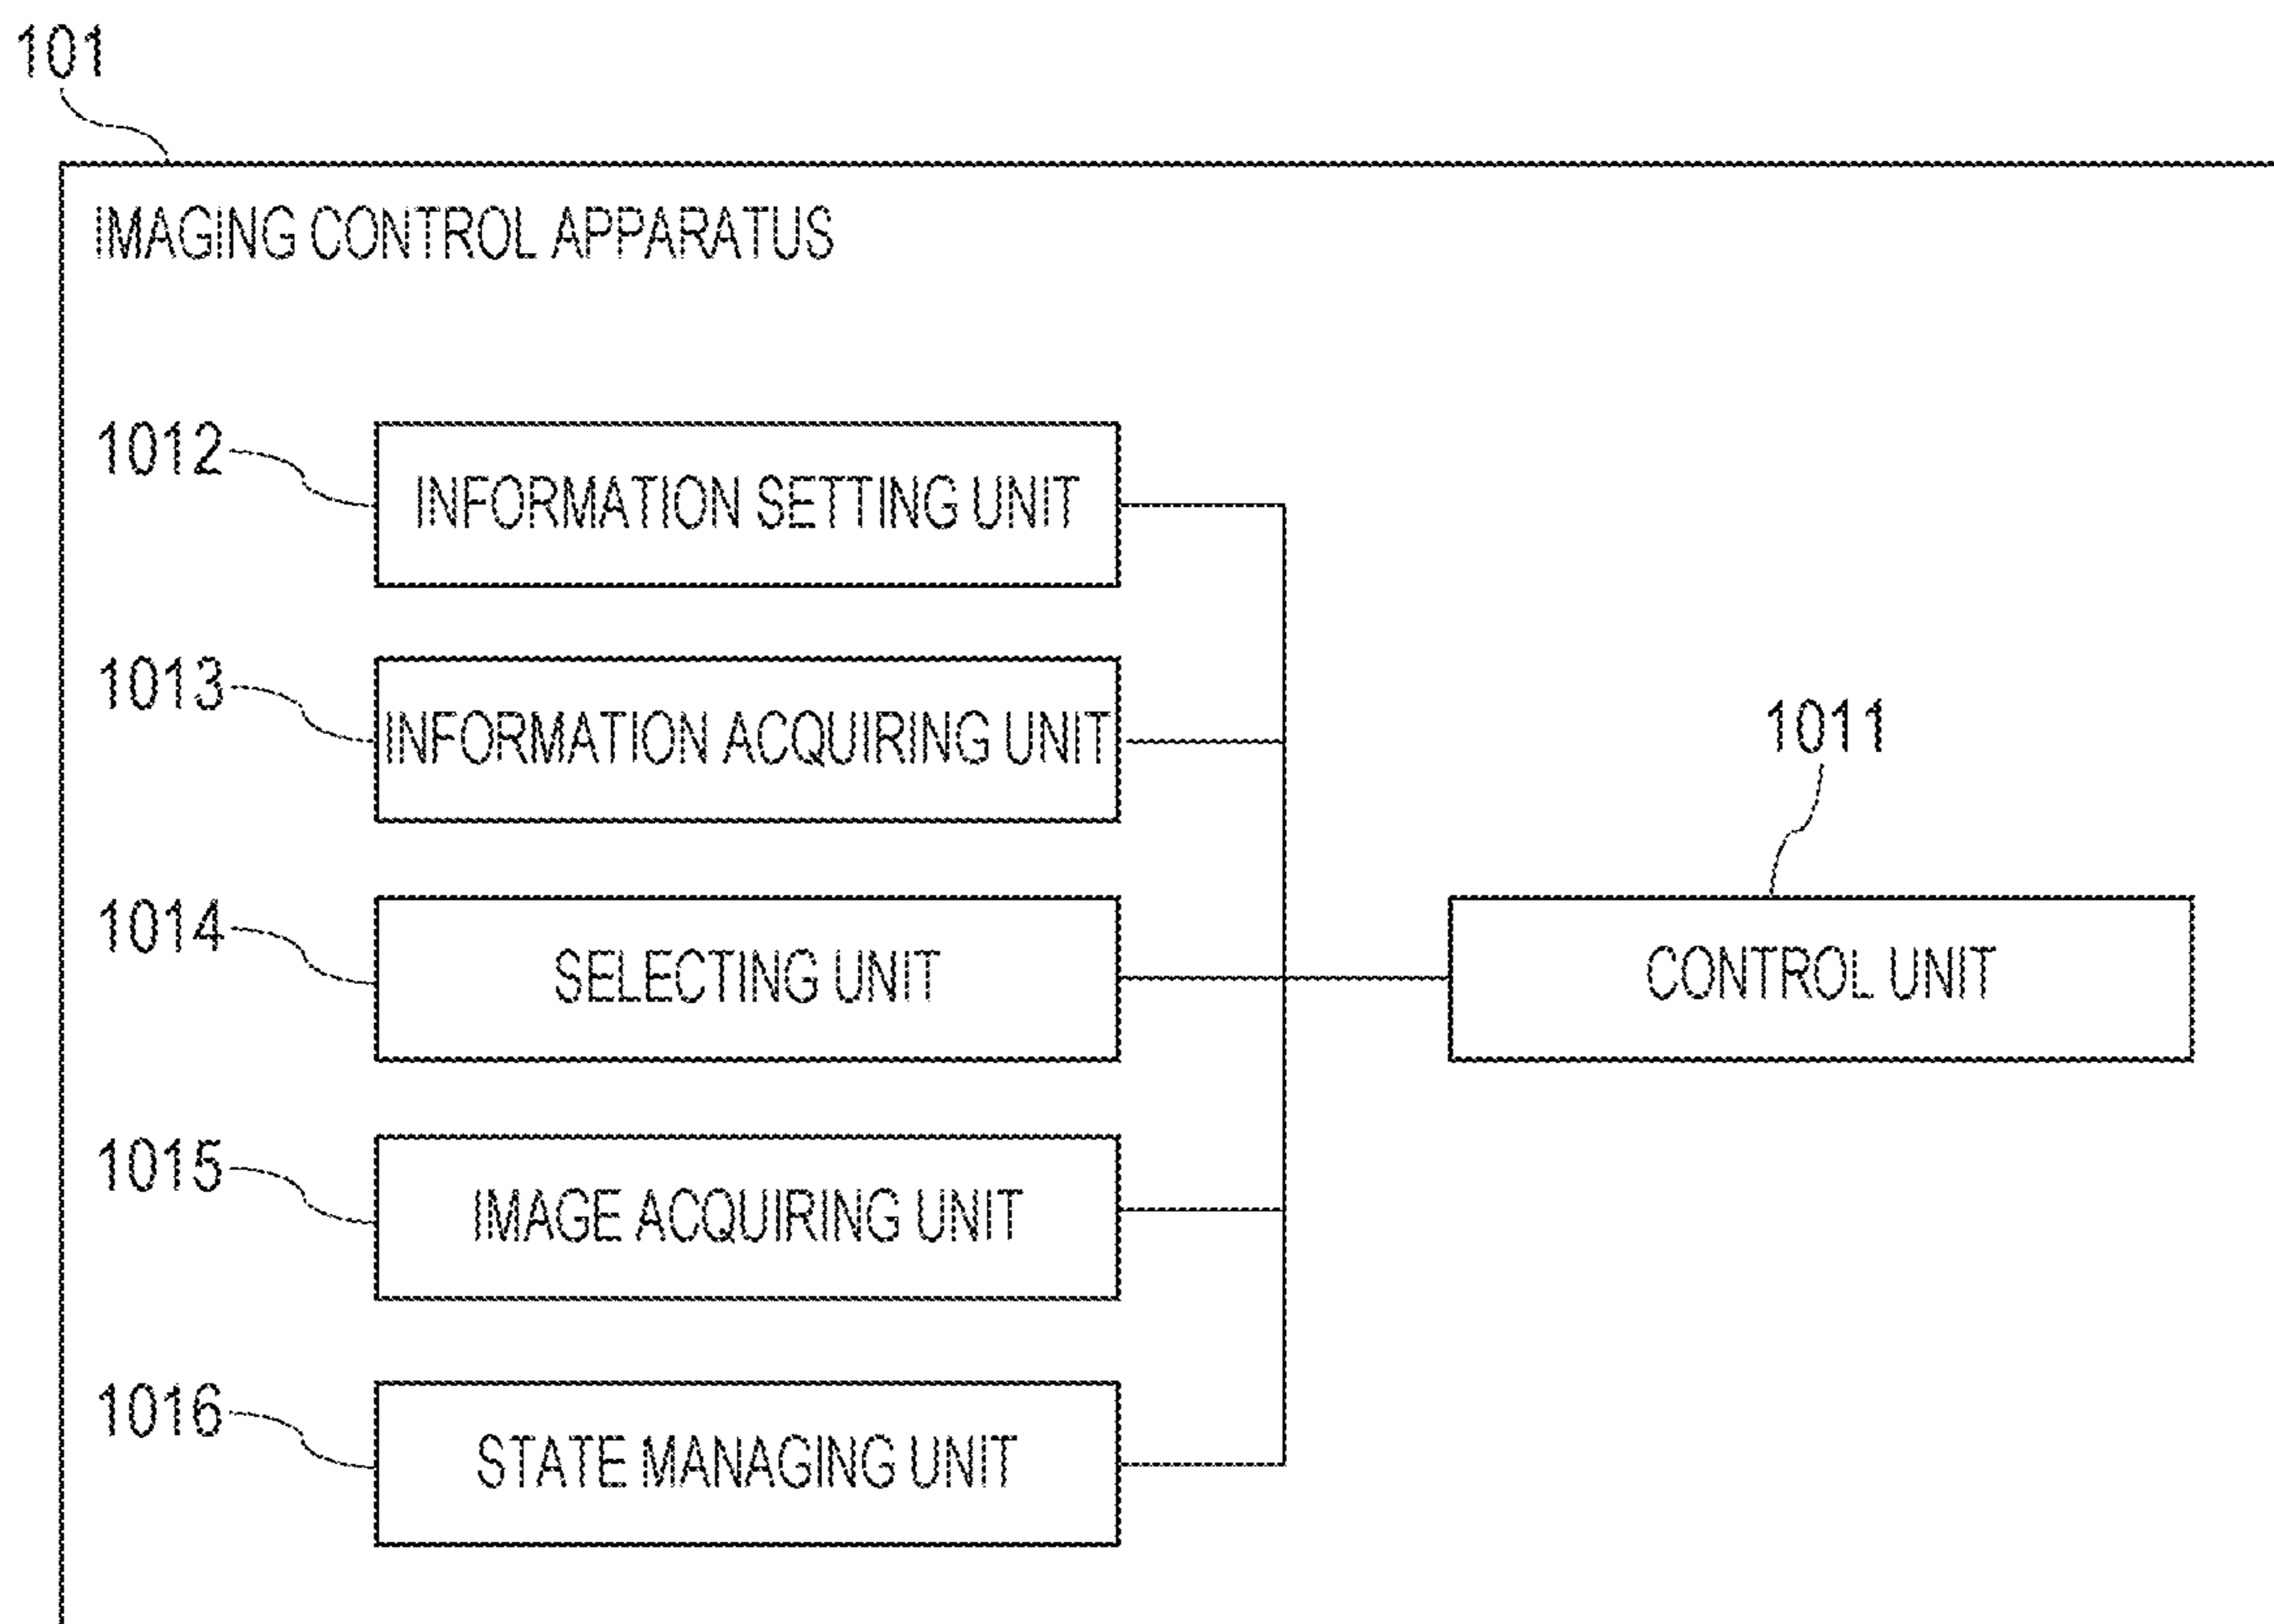 101
IMAGING CONTROL APPARATUS
1012
INFORMATION SETTING UNIT
1013
INFORMATION ACQUIRING UNIT
1011
1014
SELECTING UNIT
CONTROL UNIT
1015
IMAGE ACQUIRING UNIT
1016
STATE MANAGING UNIT